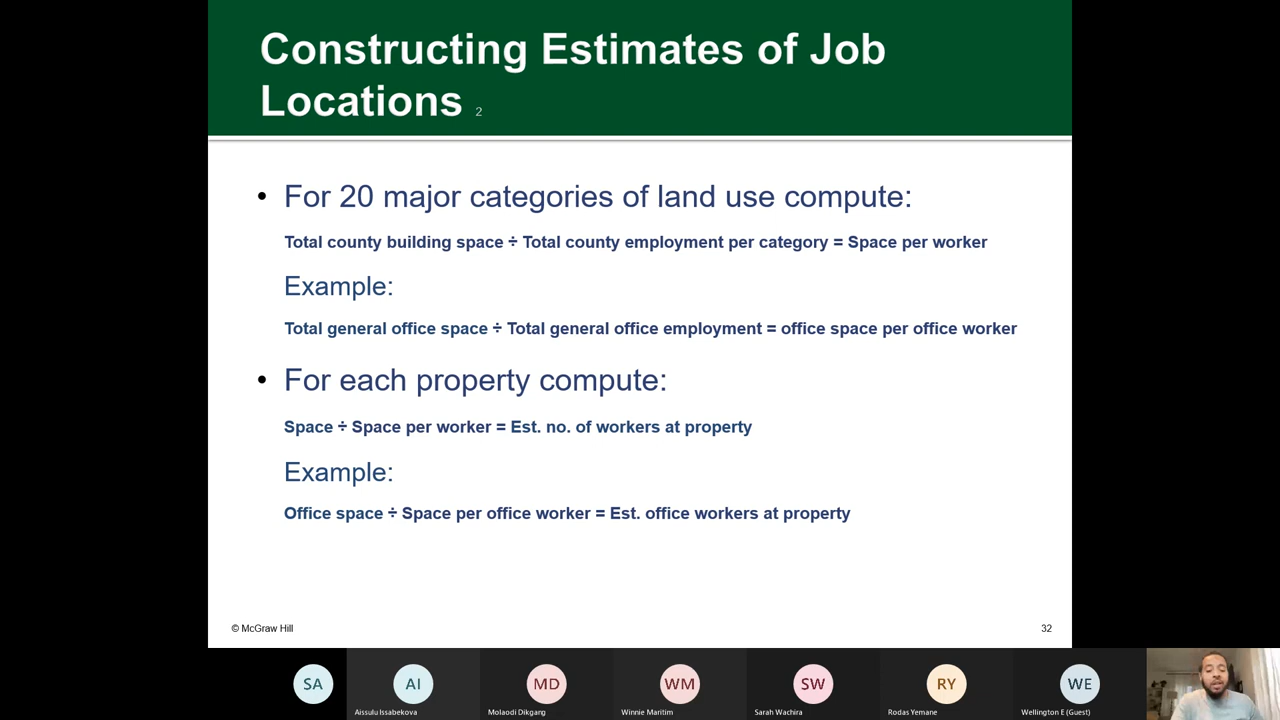 Constructing Estimates of Job
Locations 2
• For 20 major categories of land use compute:
Total county building space ÷ Total county employment per category = Space per worker
Example:
Total general office space ÷ Total general office employment = office space per office worker
• For each property compute:
Space ÷ Space per worker = Est. no. of workers at property
Example:
Office space ÷ Space per office worker = Est. office workers at property
© McGraw Hill
32
SA
AI
MD
WM
SW
RY
WE
Aissulu Issabekova
Molaodi Dikgang
Winnie Maritim
Sarah Wachira
Rodas Yemane
Wellington E (Guest)